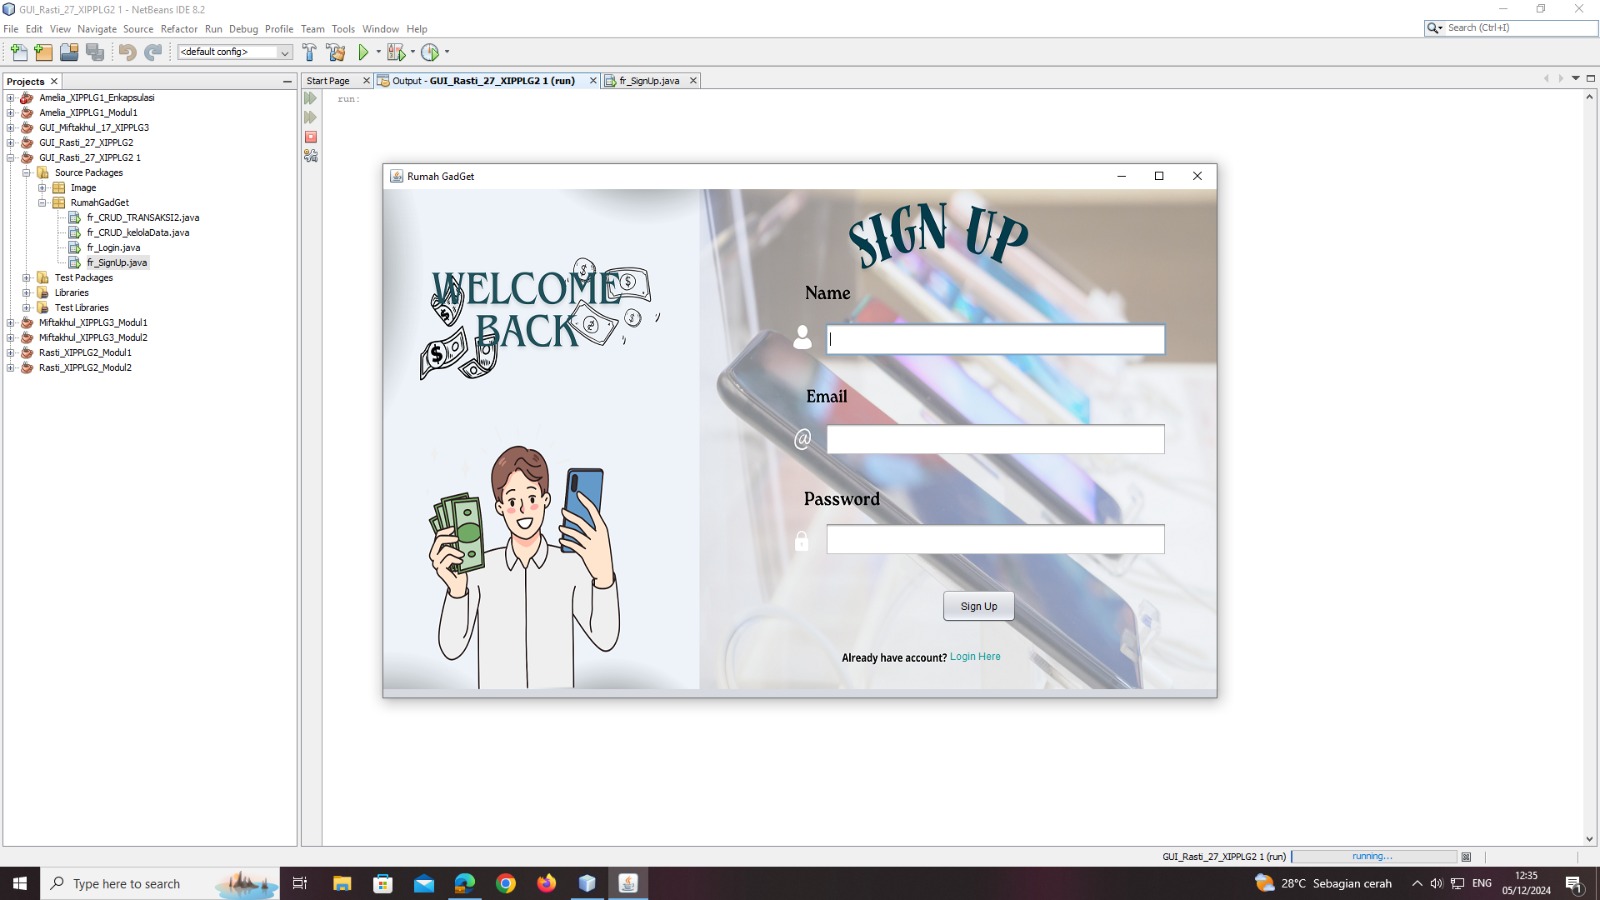 GUI_Rasti_27_XIPPLG2 1 - NetBeans IDE 8.2
File Edit View Navigate Source Refactor Run Debug Profile Team Tools Window Help
Search (Ctrl+I)
<default config>
Projects
Start Page
Output - GUI_Rasti_27_XIPPLG2 1 (run)
fr_SignUp.java
Amelia_XIPPLG1_Enkapsulasi
Amelia_XIPPLG1_Modul1
GUI_Miftakhul_17_XIPPLG3
GUI_Rasti_27_XIPPLG2
GUI_Rasti_27_XIPPLG2 1
Source Packages
Image
RumahGadGet
fr_CRUD_TRANSAKSI2.java
fr_CRUD_kelolaData.java
fr_Login.java
fr_SignUp.java
Test Packages
Libraries
Test Libraries
Miftakhul_XIPPLG3_Modul1
Miftakhul_XIPPLG3_Modul2
Rasti_XIPPLG2_Modul1
Rasti_XIPPLG2_Modul2
run:
Rumah GadGet
WELCOME
BACK
SIGN UP
Name
Email
@
Password
Sign Up
Already have account? Login Here
GUI_Rasti_27_XIPPLG2 1 (run)
running...
Type here to search
28°C Sebagian cerah
ENG
12:35
05/12/2024
1